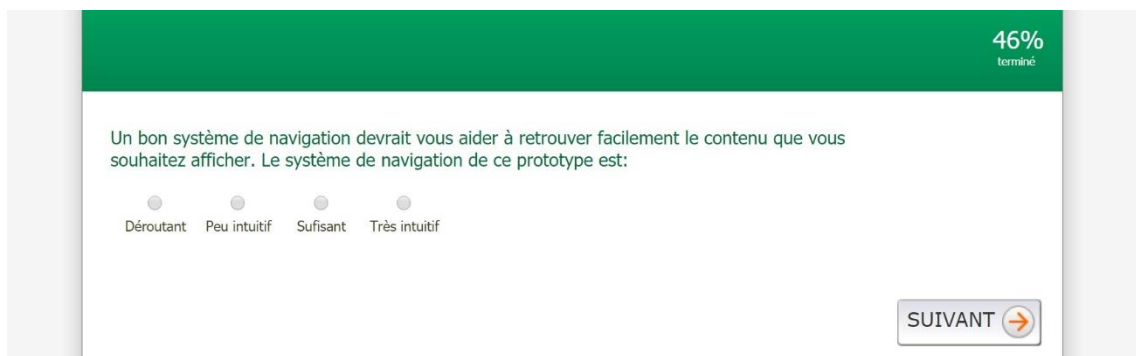 46%
terminé
Un bon système de navigation devrait vous aider à retrouver facilement le contenu que vous
souhaitez afficher. Le système de navigation de ce prototype est:
Déroutant Peu intuitif Sufisant Très intuitif
SUIVANT